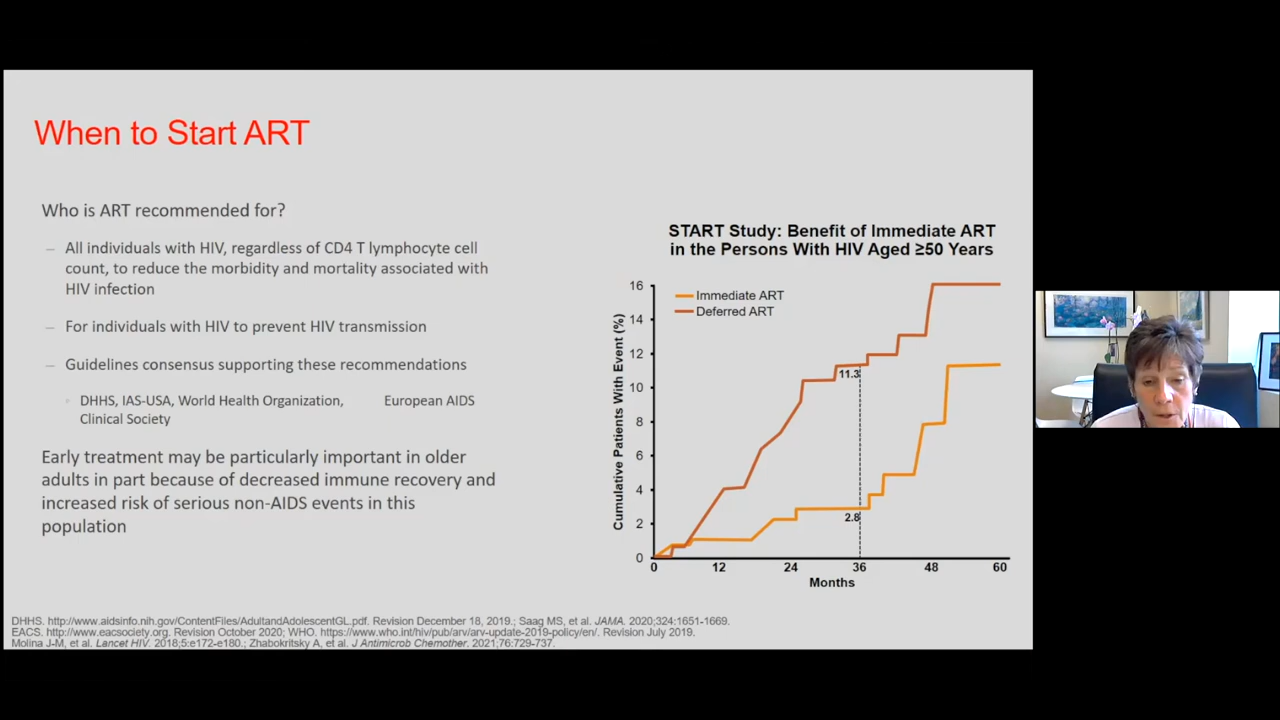 When to Start ART
Who is ART recommended for?
– All individuals with HIV, regardless of CD4 T lymphocyte cell
count, to reduce the morbidity and mortality associated with
HIV infection
– For individuals with HIV to prevent HIV transmission
– Guidelines consensus supporting these recommendations
DHHS, IAS-USA, World Health Organization, European AIDS
Clinical Society
Early treatment may be particularly important in older
adults in part because of decreased immune recovery and
increased risk of serious non-AIDS events in this
population
START Study: Benefit of Immediate ART
in the Persons With HIV Aged ≥50 Years
Immediate ART
Deferred ART
Cumulative Patients With Event (%)
16
14
12
10
8
6
4
2
0
11.3
2.8
0 12 24 36 48 60
Months
DHHS. http://www.aidsinfo.nih.gov/ContentFiles/AdultandAdolescentGL.pdf. Revision December 18, 2019.; Saag MS, et al. JAMA. 2020;324:1651-1669.
EACS. http://www.eacsociety.org. Revision October 2020; WHO. https://www.who.int/hiv/pub/arv/arv-update-2019-policy/en/. Revision July 2019.
Molina J-M, et al. Lancet HIV. 2018;5:e172-e180.; Zhabokritsky A, et al. J Antimicrob Chemother. 2021;76:729-737.